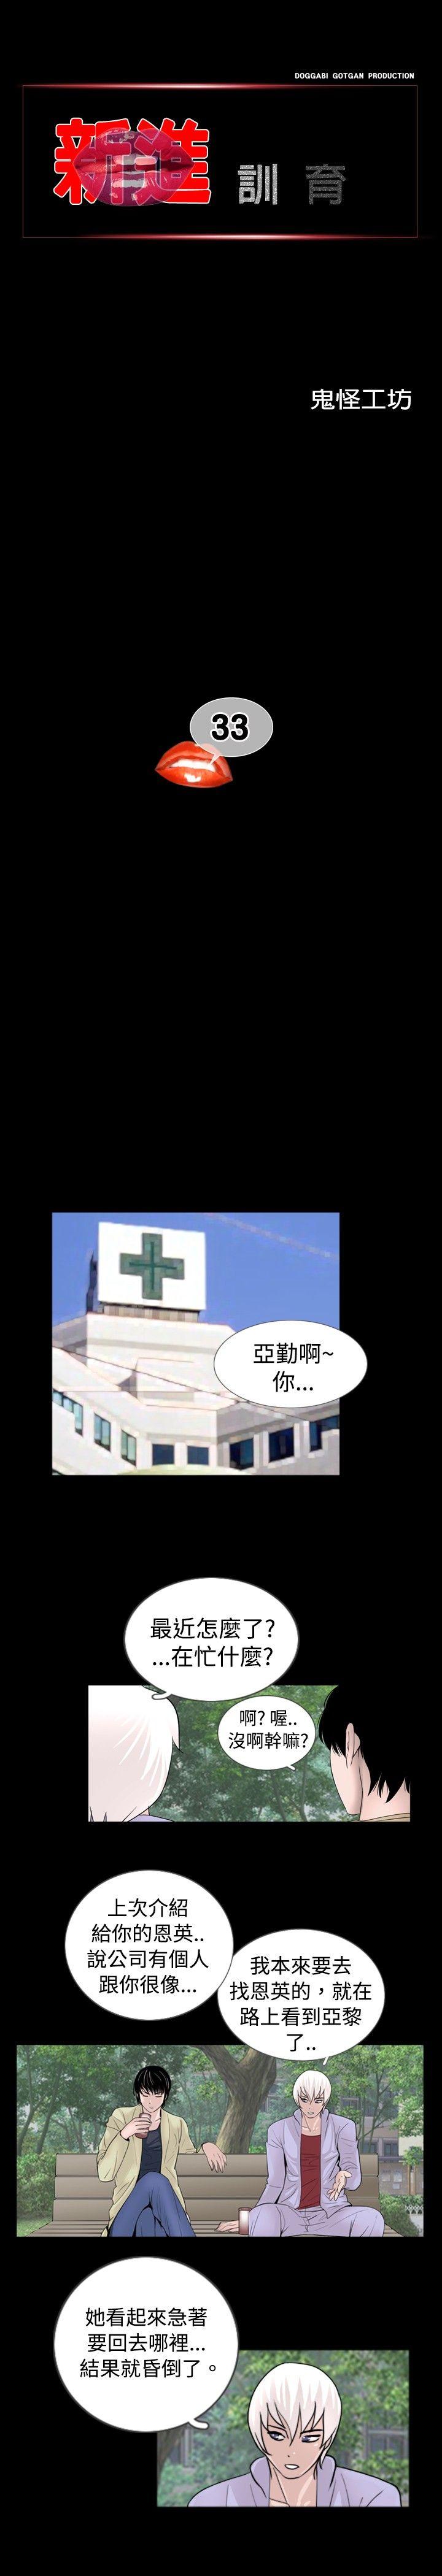 DOGGABI GOTGAN PRODUCTION
新進 訓 育
鬼怪工坊
33
亞勤啊~
你...
最近怎麼了?
...在忙什麼?
啊? 喔..
沒啊幹嘛?
上次介紹
給你的恩英..
說公司有個人
跟你很像...
我本來要去
找恩英的，就在
路上看到亞黎
了..
她看起來急著
要回去哪裡...
結果就昏倒了。